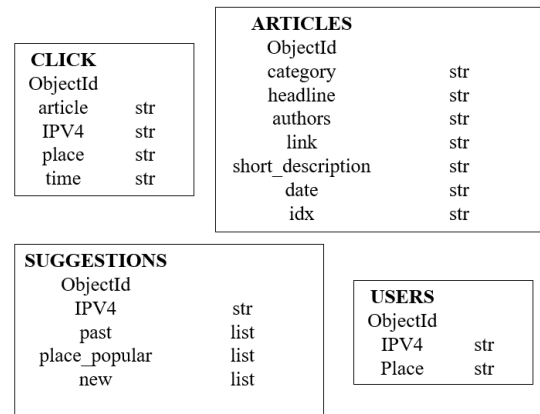 CLICK
ObjectId
article str
IPV4 str
place str
time str
ARTICLES
ObjectId
category str
headline str
authors str
link str
short_description str
date str
idx str
SUGGESTIONS
ObjectId
IPV4 str
past list
place_popular list
new list
USERS
ObjectId
IPV4 str
Place str